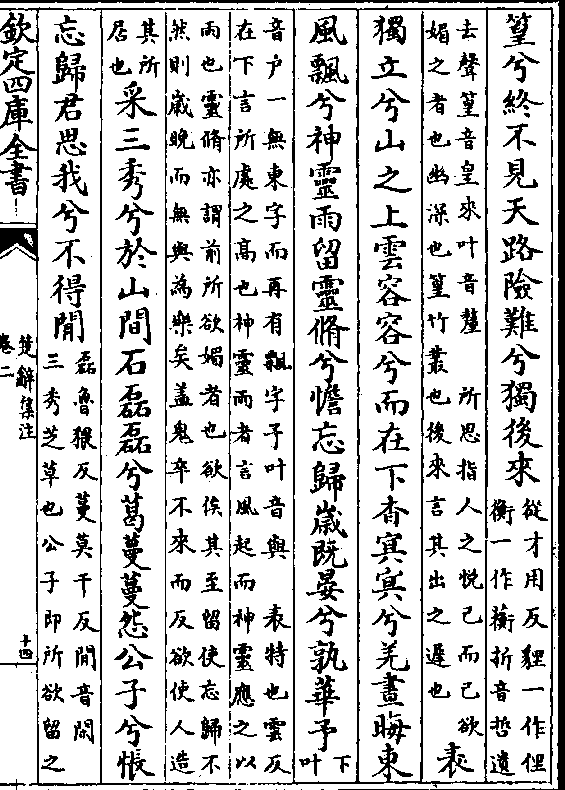 篁兮終不見天路險難兮獨後來
從才用反貍一作俚
衡一作蘅折音哲遺
去聲篁音皇來叶音釐 所思指人之悦己而己欲
媚之者也幽深也篁竹叢也後來言其出之遲也
表
獨立兮山之上雲容容兮而在下杳冥冥兮羌晝晦東
風飄兮神靈雨留靈脩兮憺忘歸歲既晏兮孰華予
下
叶
音户一無東字而再有飄字子叶音與 表特也雲反
在下言所處之髙也神靈而者言風起而神靈應之以
雨也靈脩亦謂前所欲媚者也欲俟其至留使忘歸不
然則歲晚而無與為樂矣盖鬼卒不來而反欲使人造
其所
居也
采三秀兮於山間石磊磊兮葛蔓蔓怨公子兮悵
忘歸君思我兮不得閒
磊魯猥反蔓莫干反閒音閑
三秀芝草也公子即所欲留之
欽定四庫全書
楚辭集注
卷二
十四